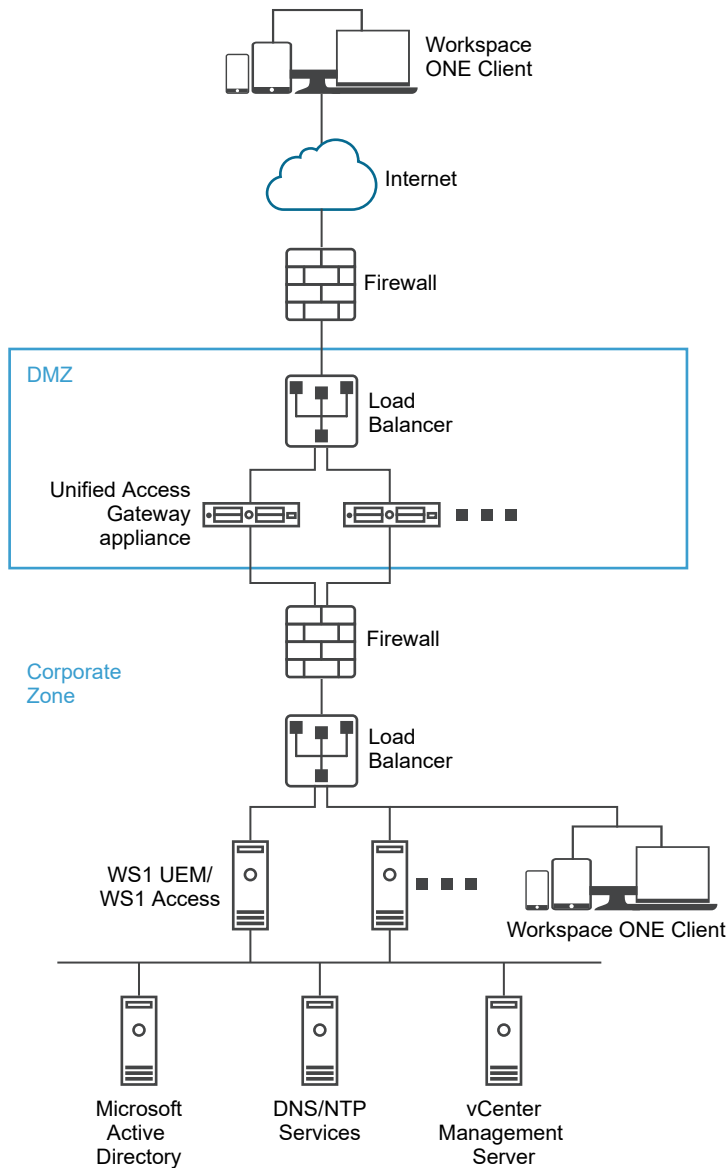 Workspace
ONE Client
Internet
Firewall
DMZ
Load
Balancer
Unified Access
Gateway
appliance
Firewall
Corporate
Zone
Load
Balancer
WS1 UEM/
WS1 Access
Workspace ONE Client
Microsoft
Active
Directory
DNS/NTP
Services
vCenter
Management
Server